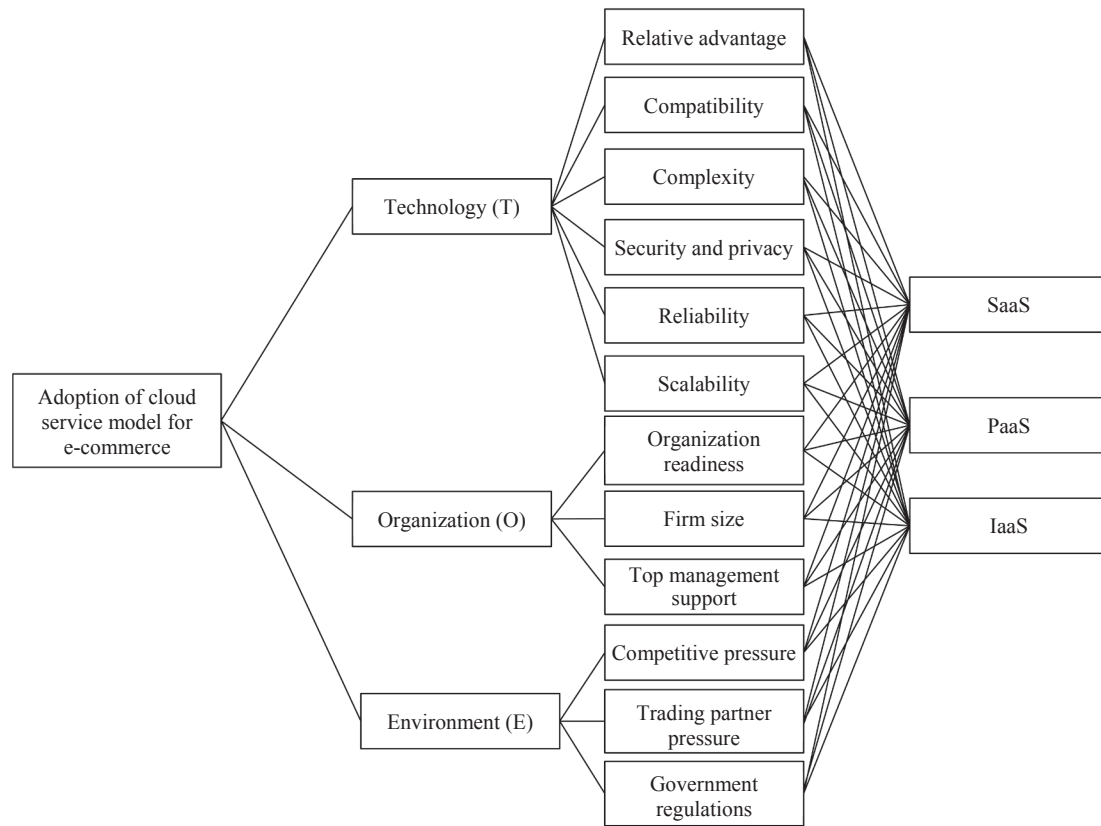 Adoption of cloud
service model for
e-commerce
Technology (T)
Organization (O)
Environment (E)
Relative advantage
Compatibility
Complexity
Security and privacy
Reliability
Scalability
Organization
readiness
Firm size
Top management
support
Competitive pressure
Trading partner
pressure
Government
regulations
SaaS
PaaS
IaaS